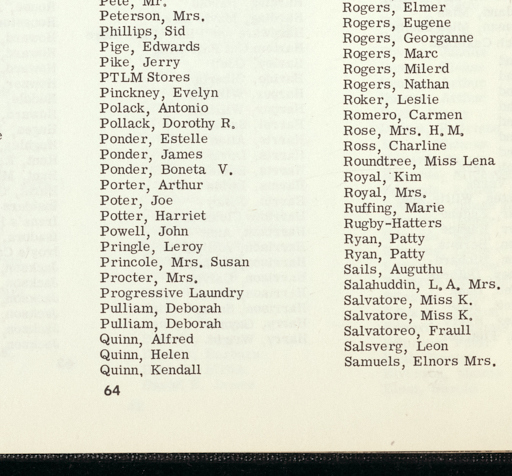 Pete, Mr.
Peterson, Mrs.
Phillips, Sid
Pige, Edwards
Pike, Jerry
PTLM Stores
Pinckney, Evelyn
Polack, Antonio
Pollack, Dorothy R.
Ponder, Estelle
Ponder, James
Ponder, Boneta V.
Porter, Arthur
Poter, Joe
Potter, Harriet
Powell, John
Pringle, Leroy
Princole, Mrs. Susan
Procter, Mrs.
Progressive Laundry
Pulliam, Deborah
Pulliam, Deborah
Quinn, Alfred
Quinn, Helen
Quinn, Kendall
64
Rogers, Elmer
Rogers, Eugene
Rogers, Georganne
Rogers, Marc
Rogers, Milerd
Rogers, Nathan
Roker, Leslie
Romero, Carmen
Rose, Mrs. H.M.
Ross, Charline
Roundtree, Miss Lena
Royal, Kim
Royal, Mrs.
Ruffing, Marie
Rugby-Hatters
Ryan, Patty
Ryan, Patty
Sails, Auguthu
Salahuddin, L.A. Mrs.
Salvatore, Miss K.
Salvatore, Miss K.
Salvatoreo, Fraull
Salsverg, Leon
Samuels, Elnors Mrs.